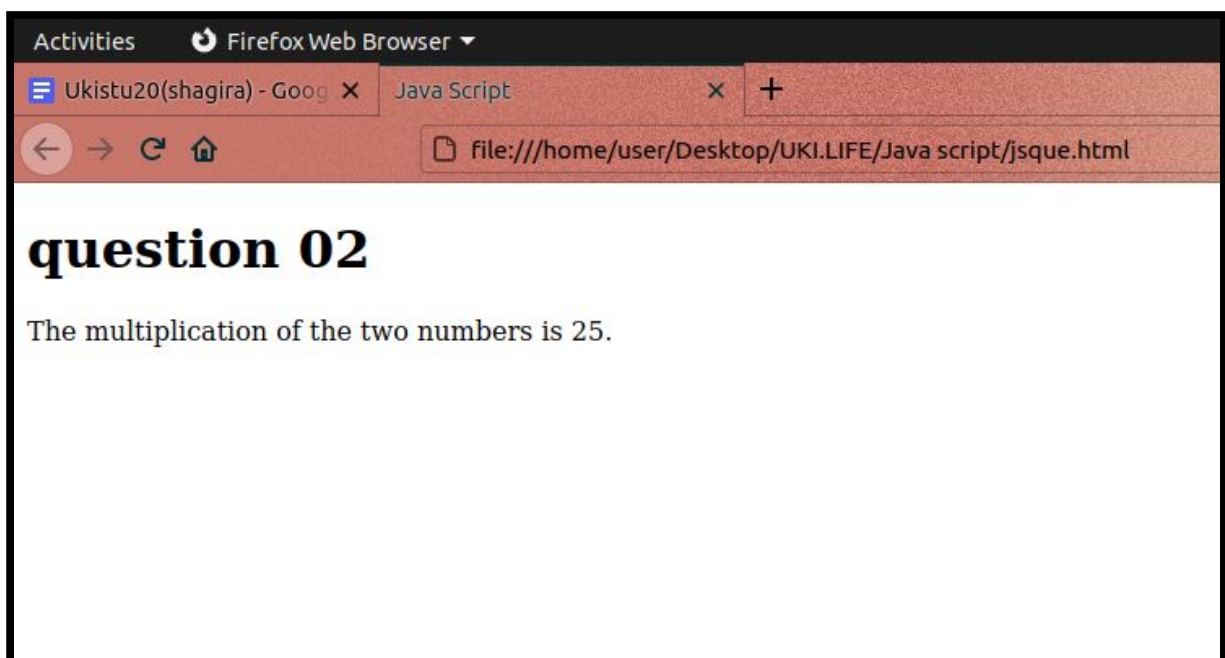 Activities Firefox Web Browser
Ukistu20(shagira) - Goog Java Script
file:///home/user/Desktop/UKI.LIFE/Java script/jsque.html
question 02
The multiplication of the two numbers is 25.